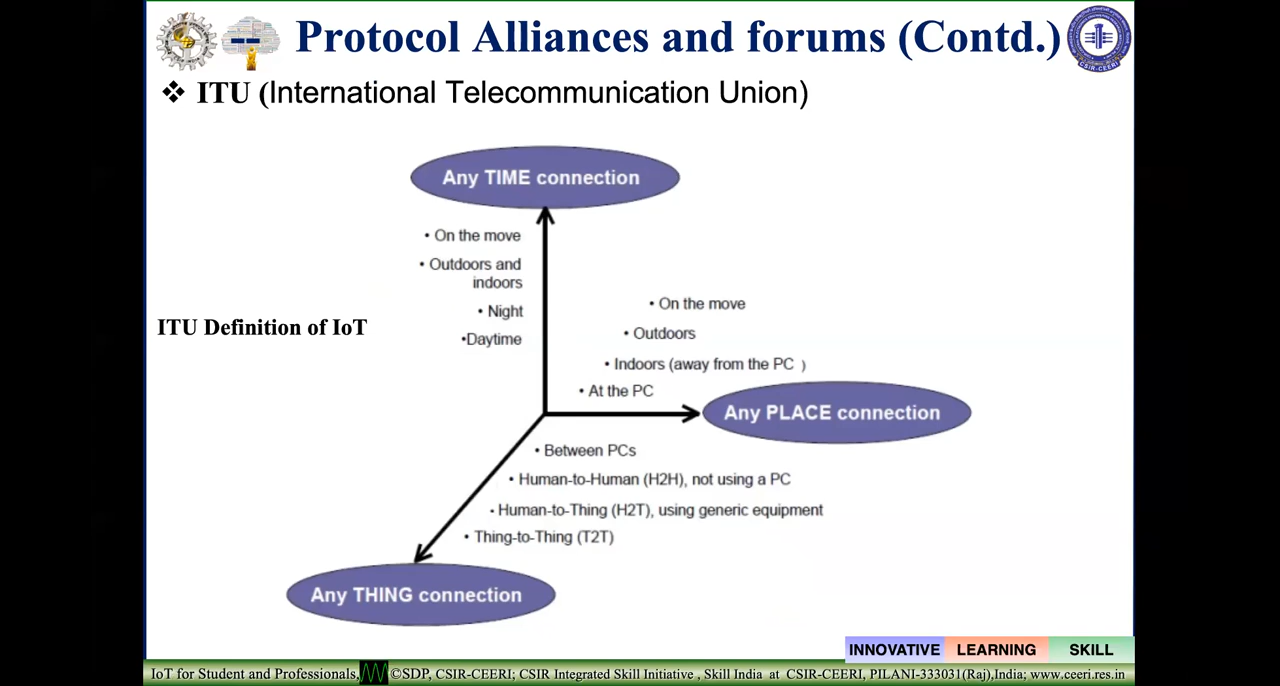 Protocol Alliances and forums (Contd.)
CSIR-CEERI
❖ ITU (International Telecommunication Union)
Any TIME connection
• On the move
• Outdoors and
indoors
• Night
•Daytime
ITU Definition of IoT
• On the move
• Outdoors
• Indoors (away from the PC )
• At the PC
Any PLACE connection
• Between PCs
• Human-to-Human (H2H), not using a PC
• Human-to-Thing (H2T), using generic equipment
• Thing-to-Thing (T2T)
Any THING connection
INNOVATIVE LEARNING SKILL
IoT for Student and Professionals, ©SDP, CSIR-CEERI; CSIR Integrated Skill Initiative , Skill India at CSIR-CEERI, PILANI-333031(Raj),India; www.ceeri.res.in